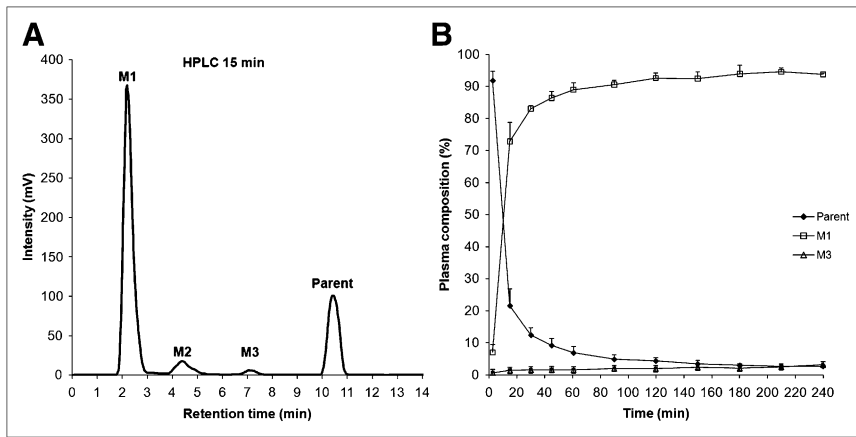 A
HPLC 15 min
M1
M2
M3
Parent
400
350
300
250
200
150
100
50
0
Intensity (mV)
0 1 2 3 4 5 6 7 8 9 10 11 12 13 14
Retention time (min)
B
100
90
80
70
60
50
40
30
20
10
0
Plasma composition (%)
0 20 40 60 80 100 120 140 160 180 200 220 240
Time (min)
Parent
M1
M3